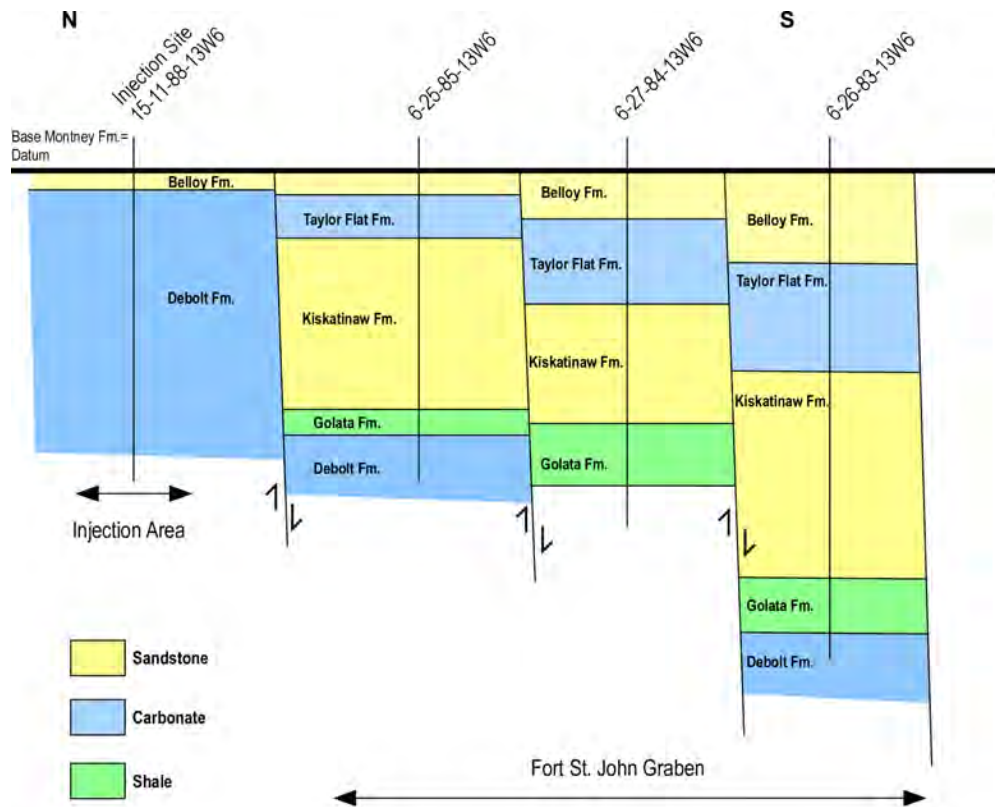 N
S
Injection Site
15-11-88-13W6
6-25-85-13W6
6-27-84-13W6
6-26-83-13W6
Base Montney Fm.=
Datum
Belloy Fm.
Debolt Fm.
Taylor Flat Fm.
Kiskatinaw Fm.
Golata Fm.
Debolt Fm.
Belloy Fm.
Taylor Flat Fm.
Kiskatinaw Fm.
Golata Fm.
Belloy Fm.
Taylor Flat Fm.
Kiskatinaw Fm.
Golata Fm.
Debolt Fm.
Injection Area
Sandstone
Carbonate
Shale
Fort St. John Graben